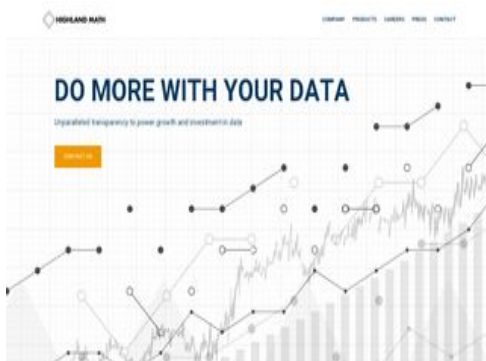 HIGHLAND MATH
COMPANY PRODUCTS CAREERS PRESS CONTACT
DO MORE WITH YOUR DATA
Unparalleled transparency to power growth and investment in data
CONTACT US